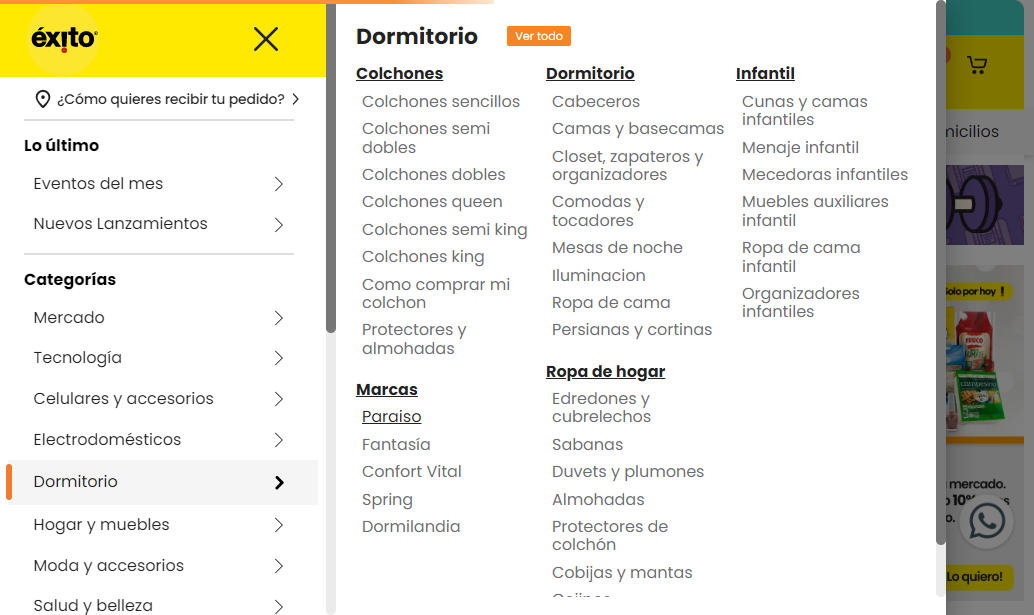 éxito
¿Cómo quieres recibir tu pedido?
Lo último
Eventos del mes
Nuevos Lanzamientos
Categorías
Mercado
Tecnología
Celulares y accesorios
Electrodomésticos
Dormitorio
Hogar y muebles
Moda y accesorios
Salud y belleza
Dormitorio
Ver todo
Colchones
Colchones sencillos
Colchones semi
dobles
Colchones dobles
Colchones queen
Colchones semi king
Colchones king
Como comprar mi
colchon
Protectores y
almohadas
Marcas
Paraiso
Fantasía
Confort Vital
Spring
Dormilandia
Dormitorio
Cabeceros
Camas y basecamas
Closet, zapateros y
organizadores
Comodas y
tocadores
Mesas de noche
Iluminacion
Ropa de cama
Persianas y cortinas
Ropa de hogar
Edredones y
cubrelechos
Sabanas
Duvets y plumones
Almohadas
Protectores de
colchón
Cobijas y mantas
Infantil
Cunas y camas
infantiles
Menaje infantil
Mecedoras infantiles
Muebles auxiliares
infantil
Ropa de cama
infantil
Organizadores
infantiles
micilios
olo por hoy !
mercado.
10%
Lo quiero!